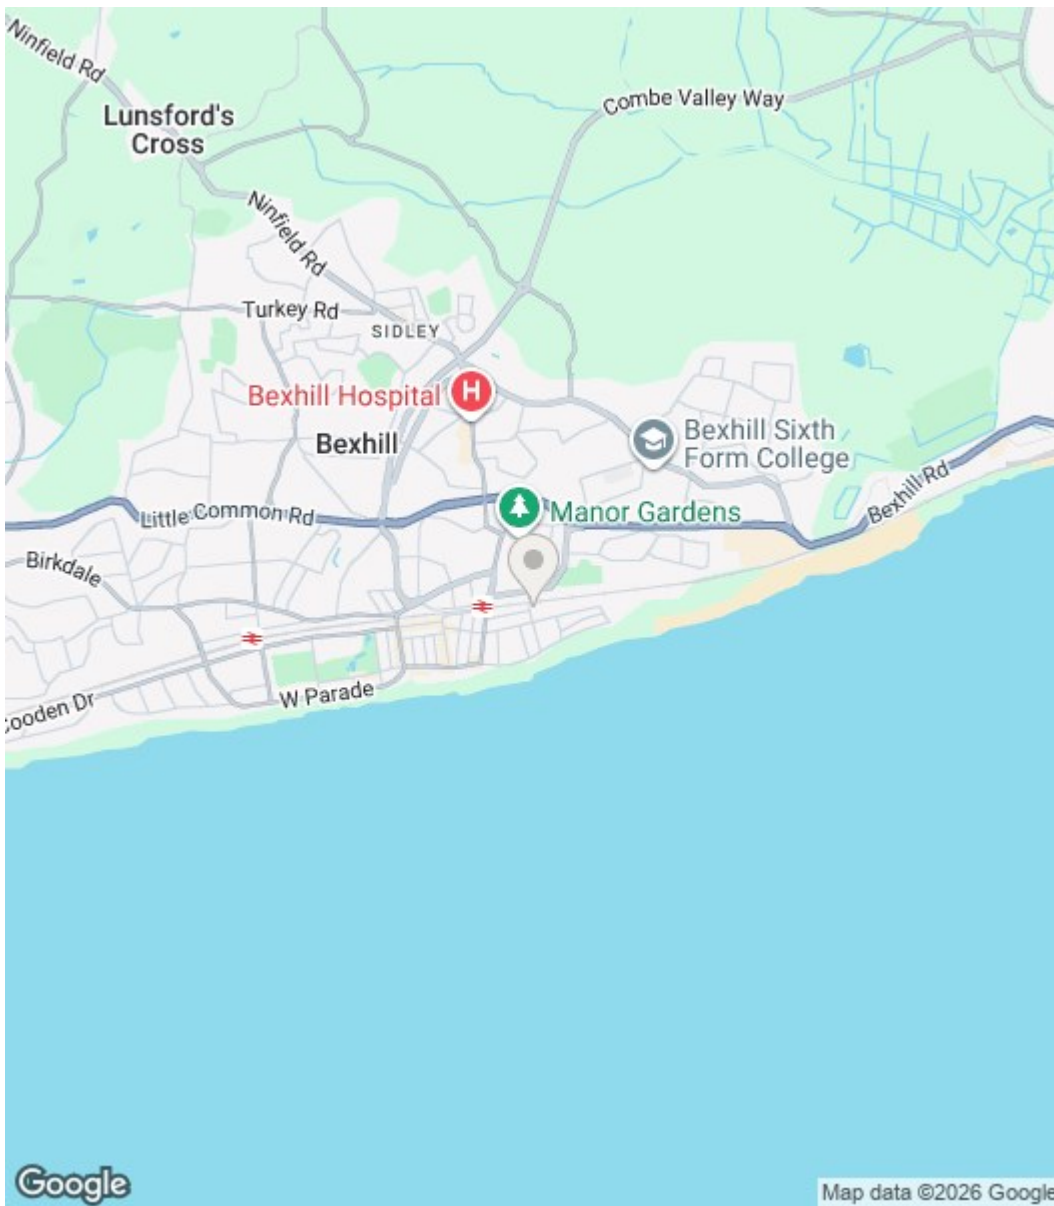 Ninfield Rd
Combe Valley Way
Lunsford's
Cross
Ninfield Rd
Turkey Rd
SIDLEY
Bexhill Hospital
H
Bexhill
Bexhill Sixth
Form College
Bexhill Rd
Manor Gardens
Little Common Rd
Birkdale
W Parade
Cooden Dr
Google
Map data ©2026 Google